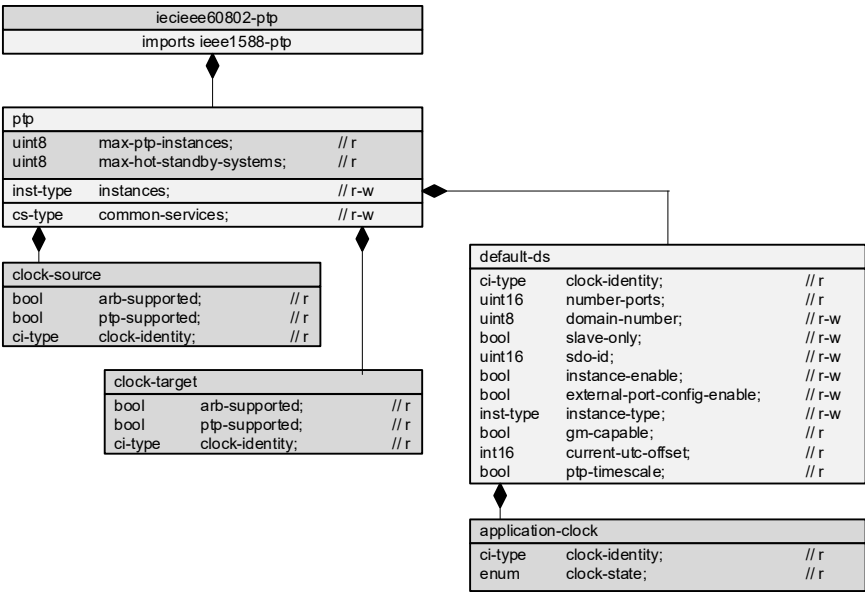 iecieee60802-ptp
imports ieee1588-ptp
ptp
uint8 max-ptp-instances; // r
uint8 max-hot-standby-systems; // r
inst-type instances; // r-w
cs-type common-services; // r-w
clock-source
bool arb-supported; // r
bool ptp-supported; // r
ci-type clock-identity; // r
clock-target
bool arb-supported; // r
bool ptp-supported; // r
ci-type clock-identity; // r
default-ds
ci-type clock-identity; // r
uint16 number-ports; // r
uint8 domain-number; // r-w
bool slave-only; // r-w
uint16 sdo-id; // r-w
bool instance-enable; // r-w
bool external-port-config-enable; // r-w
inst-type instance-type; // r-w
bool gm-capable; // r
int16 current-utc-offset; // r
bool ptp-timescale; // r
application-clock
ci-type clock-identity; // r
enum clock-state; // r